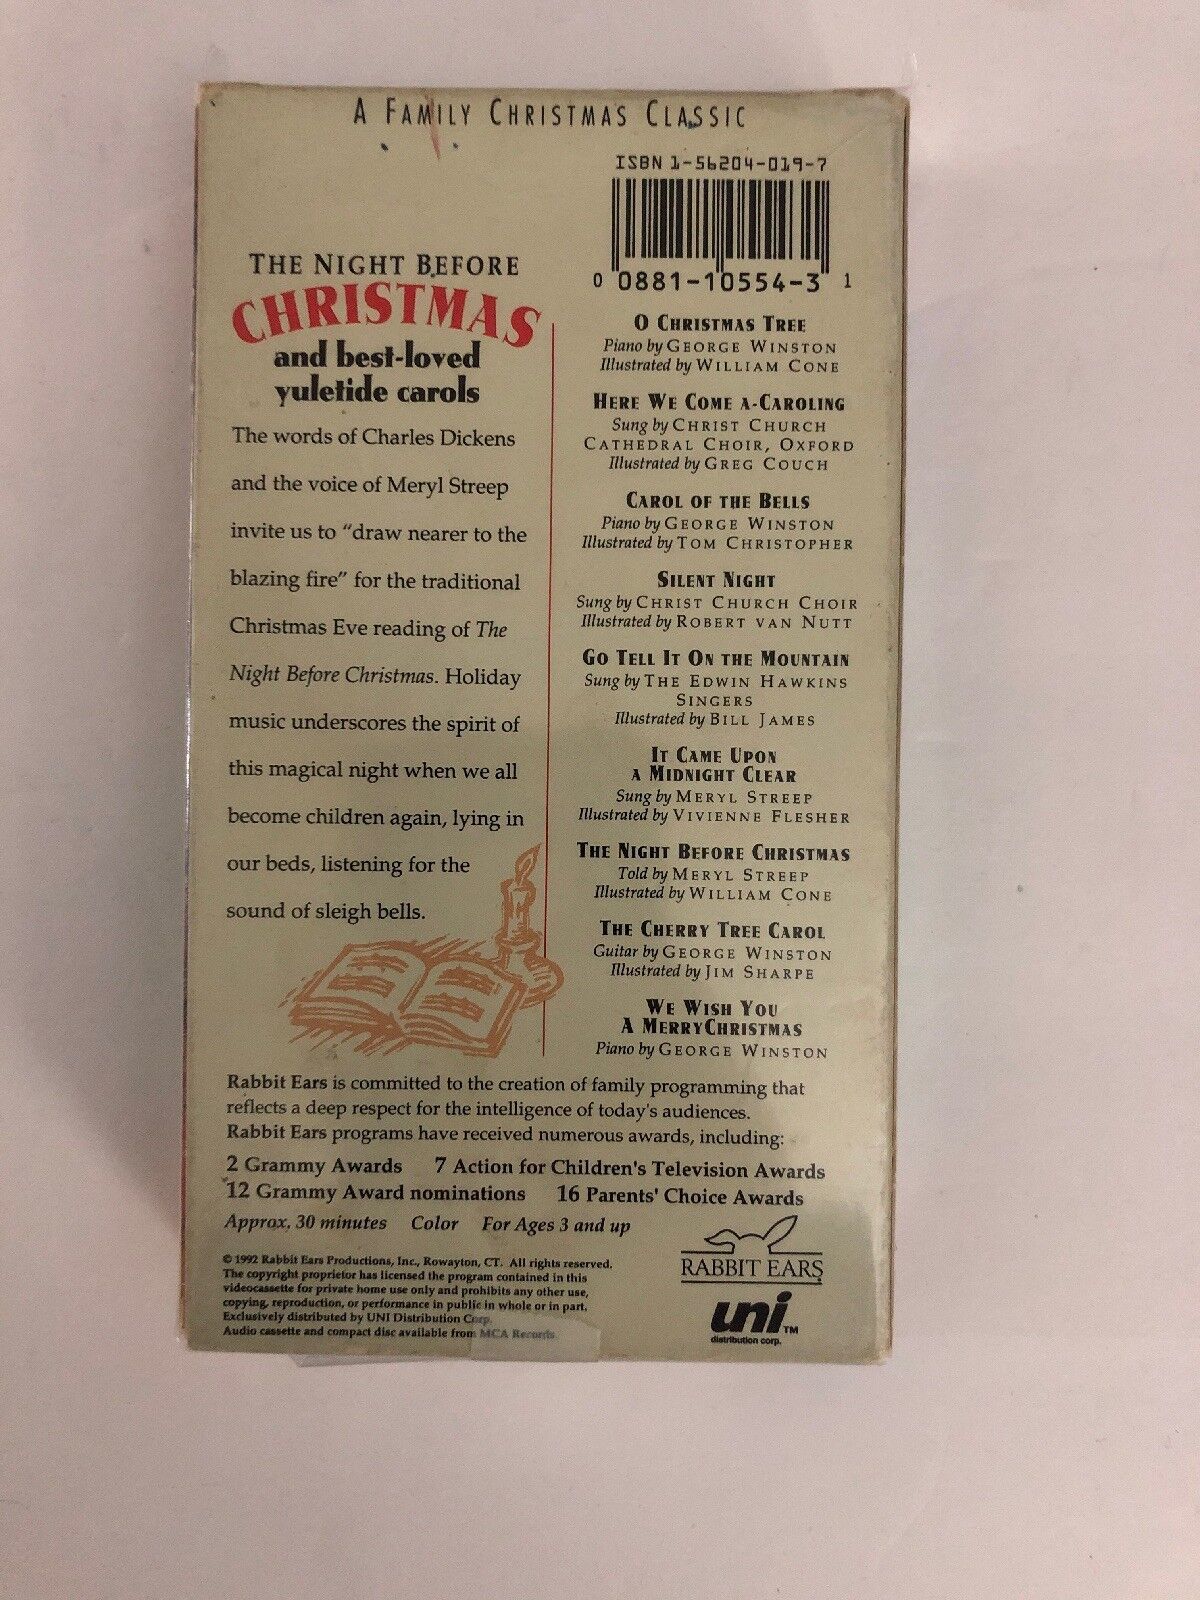 A FAMILY CHRISTMAS CLASSIC
ISBN 1-56204-019-7
0 0881-10554-3 1
THE NIGHT BEFORE
CHRISTMAS
and best-loved
yuletide carols
The words of Charles Dickens
and the voice of Meryl Streep
invite us to “draw nearer to the
blazing fire” for the traditional
Christmas Eve reading of The
Night Before Christmas. Holiday
music underscores the spirit of
this magical night when we all
become children again, lying in
our beds, listening for the
sound of sleigh bells.
O CHRISTMAS TREE
Piano by GEORGE WINSTON
Illustrated by WILLIAM CONE
HERE WE COME A-CAROLING
Sung by CHRIST CHURCH
CATHEDRAL CHOIR, OXFORD
Illustrated by GREG COUCH
CAROL OF THE BELLS
Piano by GEORGE WINSTON
Illustrated by TOM CHRISTOPHER
SILENT NIGHT
Sung by CHRIST CHURCH CHOIR
Illustrated by ROBERT VAN NUTT
GO TELL IT ON THE MOUNTAIN
Sung by THE EDWIN HAWKINS
SINGERS
Illustrated by BILL JAMES
IT CAME UPON
A MIDNIGHT CLEAR
Sung by MERYL STREEP
Illustrated by VIVIENNE FLESHER
THE NIGHT BEFORE CHRISTMAS
Told by MERYL STREEP
Illustrated by WILLIAM CONE
THE CHERRY TREE CAROL
Guitar by GEORGE WINSTON
Illustrated by JIM SHARPE
WE WISH YOU
A MERRY CHRISTMAS
Piano by GEORGE WINSTON
Rabbit Ears is committed to the creation of family programming that
reflects a deep respect for the intelligence of today's audiences.
Rabbit Ears programs have received numerous awards, including:
2 Grammy Awards 7 Action for Children's Television Awards
12 Grammy Award nominations 16 Parents' Choice Awards
Approx. 30 minutes Color For Ages 3 and up
© 1992 Rabbit Ears Productions, Inc., Rowayton, CT. All rights reserved.
The copyright proprietor has licensed the program contained in this
videocassette for private home use only and prohibits any other use,
copying, reproduction, or performance in public in whole or in part.
Exclusively distributed by UNI Distribution Corp.
Audio cassette and compact disc available from MCA Records.
RABBIT EARS
uni TM
distribution corp.